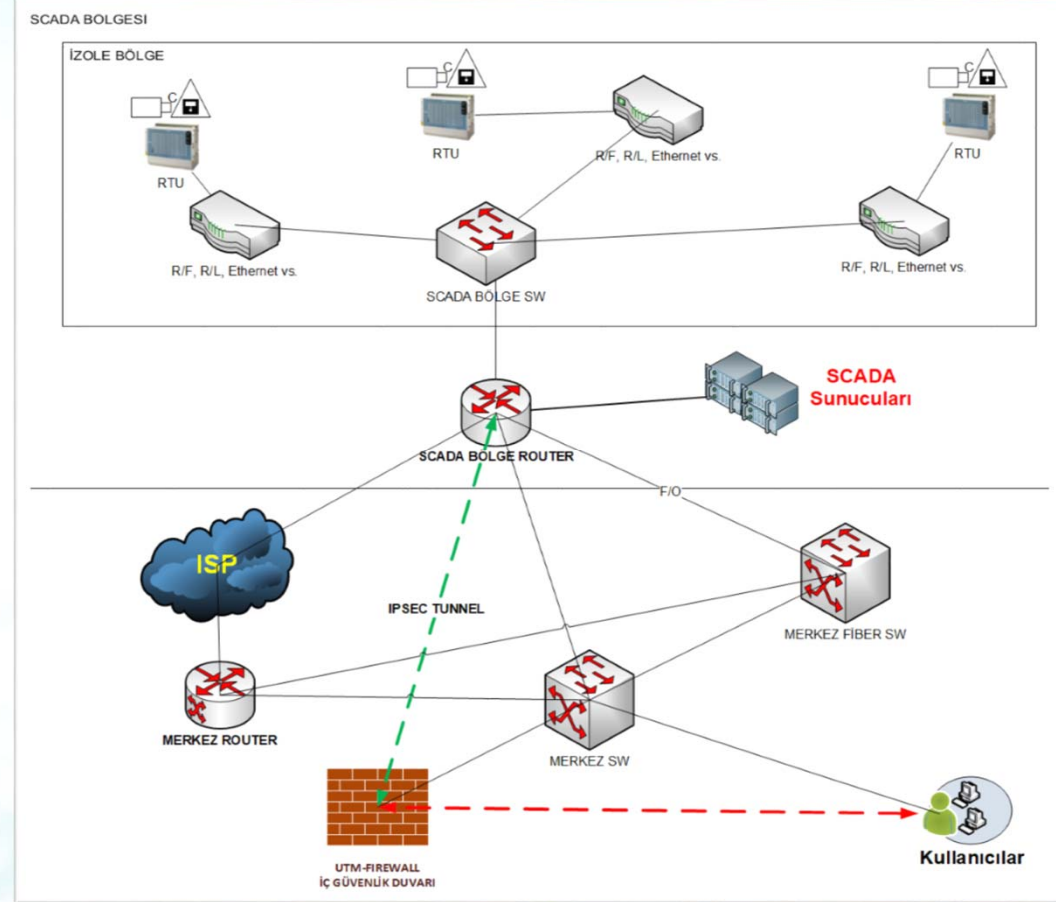 SCADA BOLGESI
İZOLE BÖLGE
C
C
C
RTU
RTU
RTU
R/F, R/L, Ethernet vs.
R/F, R/L, Ethernet vs.
R/F, R/L, Ethernet vs.
SCADA BÖLGE SW
SCADA
Sunucuları
SCADA BÖLGE ROUTER
F/O
ISP
IPSEC TUNNEL
MERKEZ FİBER SW
MERKEZ ROUTER
MERKEZ SW
UTM-FIREWALL
İÇ GÜVENLİK DUVARI
Kullanıcılar